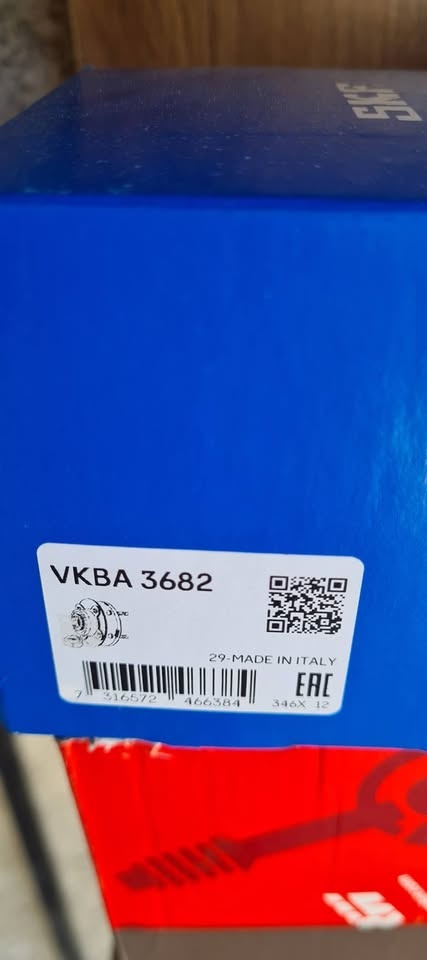 SKF
VKBA 3682
29-MADE IN ITALY
EAC
7 316572 466384
346X 12